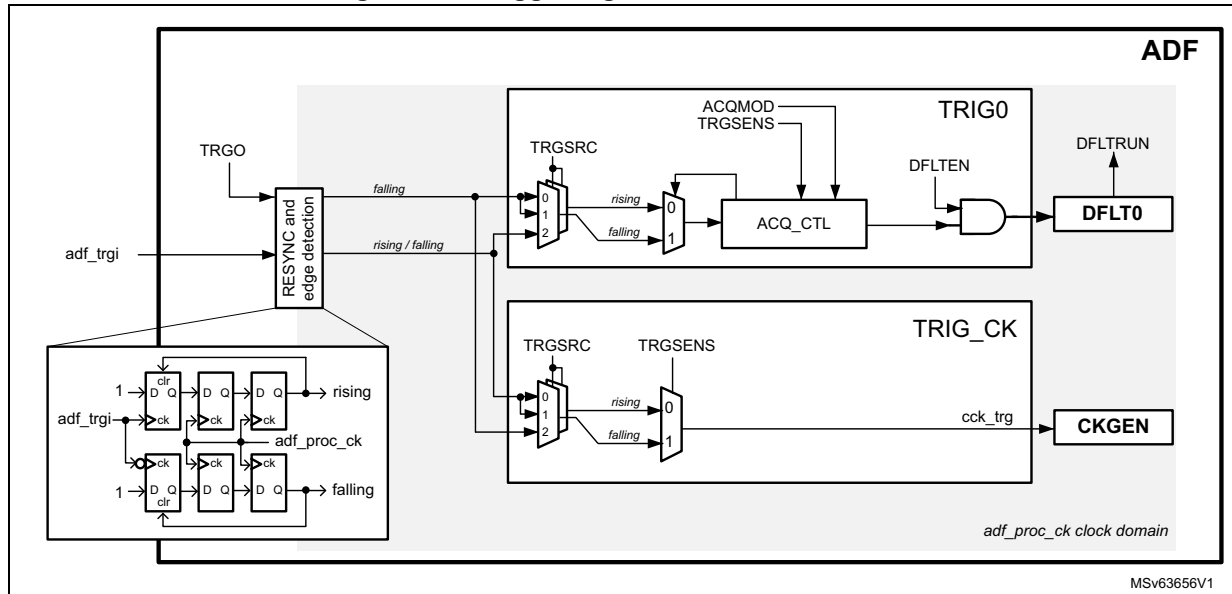 ADF
TRIG0
ACQMOD
TRGSENS
TRGSRC
TRGO
DFLTEN
DFLTRUN
falling
0
1
2
rising
falling
0
1
ACQ_CTL
DFLT0
RESYNC and
edge detection
adf_trgi
rising / falling
TRIG_CK
TRGSRC
TRGSENS
0
1
2
rising
falling
0
1
cck_trg
CKGEN
clr
1
D Q
D Q
D Q
rising
adf_trgi
ck
ck
ck
adf_proc_ck
ck
ck
ck
1
D Q
D Q
D Q
falling
clr
adf_proc_ck clock domain
MSv63656V1